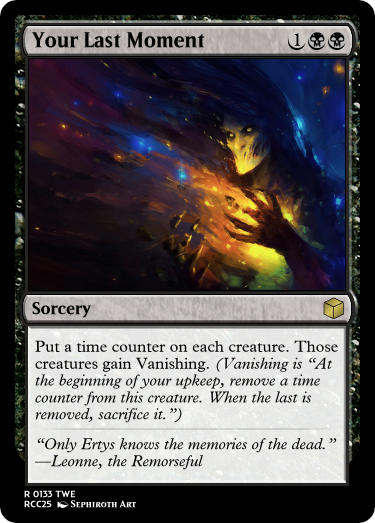 Your Last Moment 1
Sorcery
Put a time counter on each creature. Those
creatures gain Vanishing. (Vanishing is “At
the beginning of your upkeep, remove a time
counter from this creature. When the last is
removed, sacrifice it.”)
“Only Ertys knows the memories of the dead.”
—Leonne, the Remorseful
R 0133 TWE
RCC25 SEPHIROTH ART